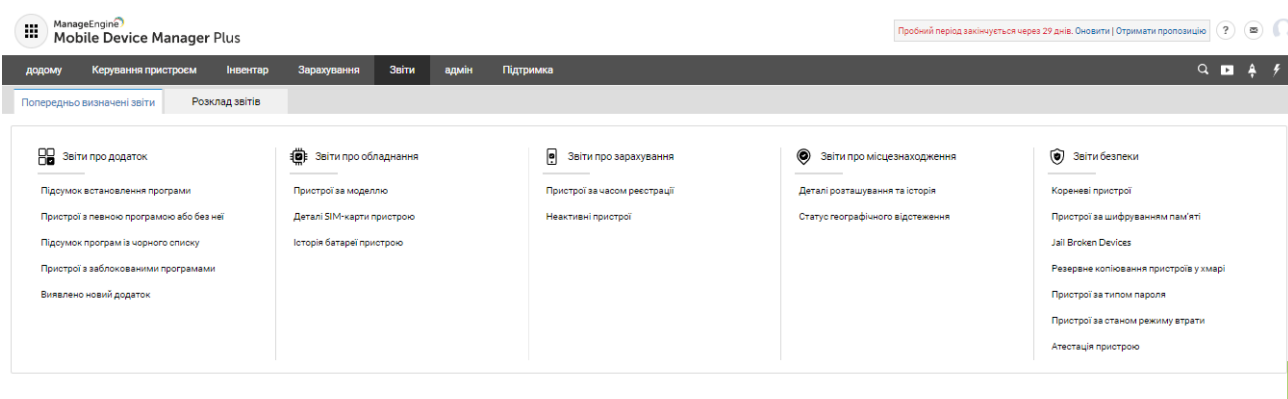 ManageEngine
Mobile Device Manager Plus
Пробний період закінчується через 29 днів. Оновити | Отримати пропозицію
?
додому Керування пристроєм Інвентар Зарахування Звіти адмін Підтримка
Попередньо визначені звіти Розклад звітів
Звіти про додаток
Підсумок встановлення програми
Пристрої з певною програмою або без неї
Підсумок програм із чорного списку
Пристрої з заблокованими програмами
Виявлено новий додаток
Звіти про обладнання
Пристрої за моделлю
Деталі SIM-карти пристрою
Історія батареї пристрою
Звіти про зарахування
Пристрої за часом реєстрації
Неактивні пристрої
Звіти про місцезнаходження
Деталі розташування та історія
Статус географічного відстеження
Звіти безпеки
Кореневі пристрої
Пристрої за шифруванням пам'яті
Jail Broken Devices
Резервне копіювання пристроїв у хмарі
Пристрої за типом пароля
Пристрої за станом режиму втрати
Атестація пристрою